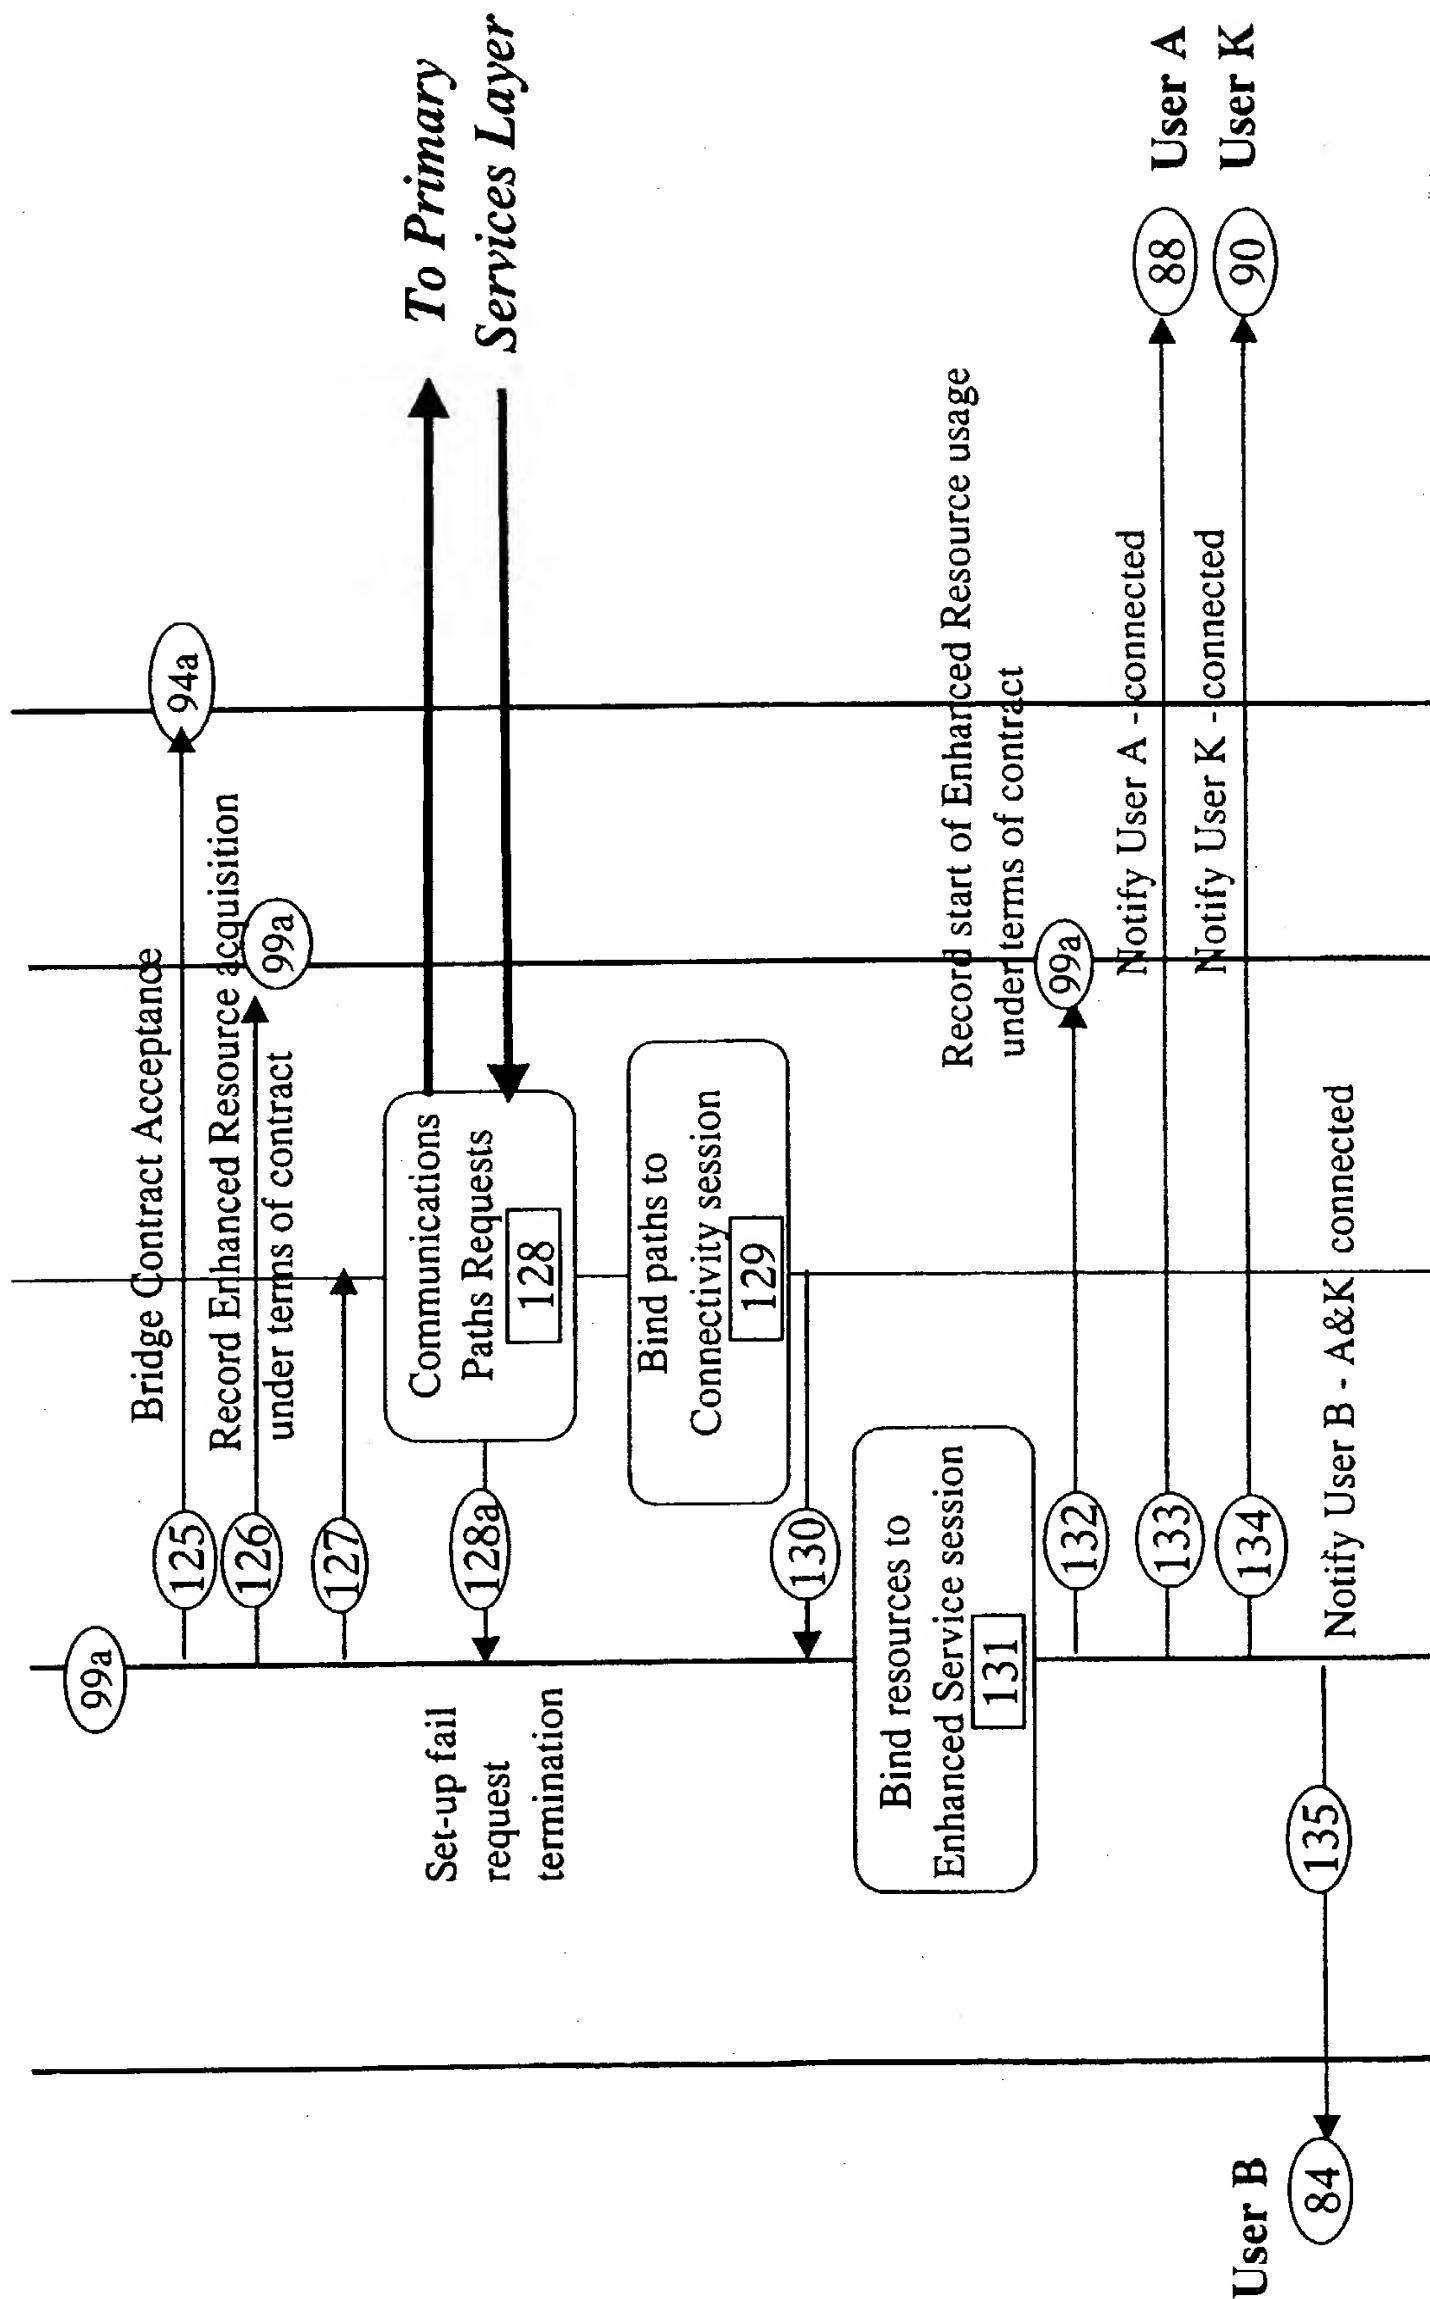 99a
125
Bridge Contract Acceptance
94a
126
Record Enhanced Resource acquisition
under terms of contract
99a
127
Communications
Paths Requests
128
To Primary
Services Layer
128a
Set-up fail
request
termination
Bind paths to
Connectivity session
129
130
Bind resources to
Enhanced Service session
131
Record start of Enhanced Resource usage
under terms of contract
132
99a
Notify User A - connected
133
88
User A
Notify User K - connected
134
90
User K
Notify User B - A&K connected
135
User B
84